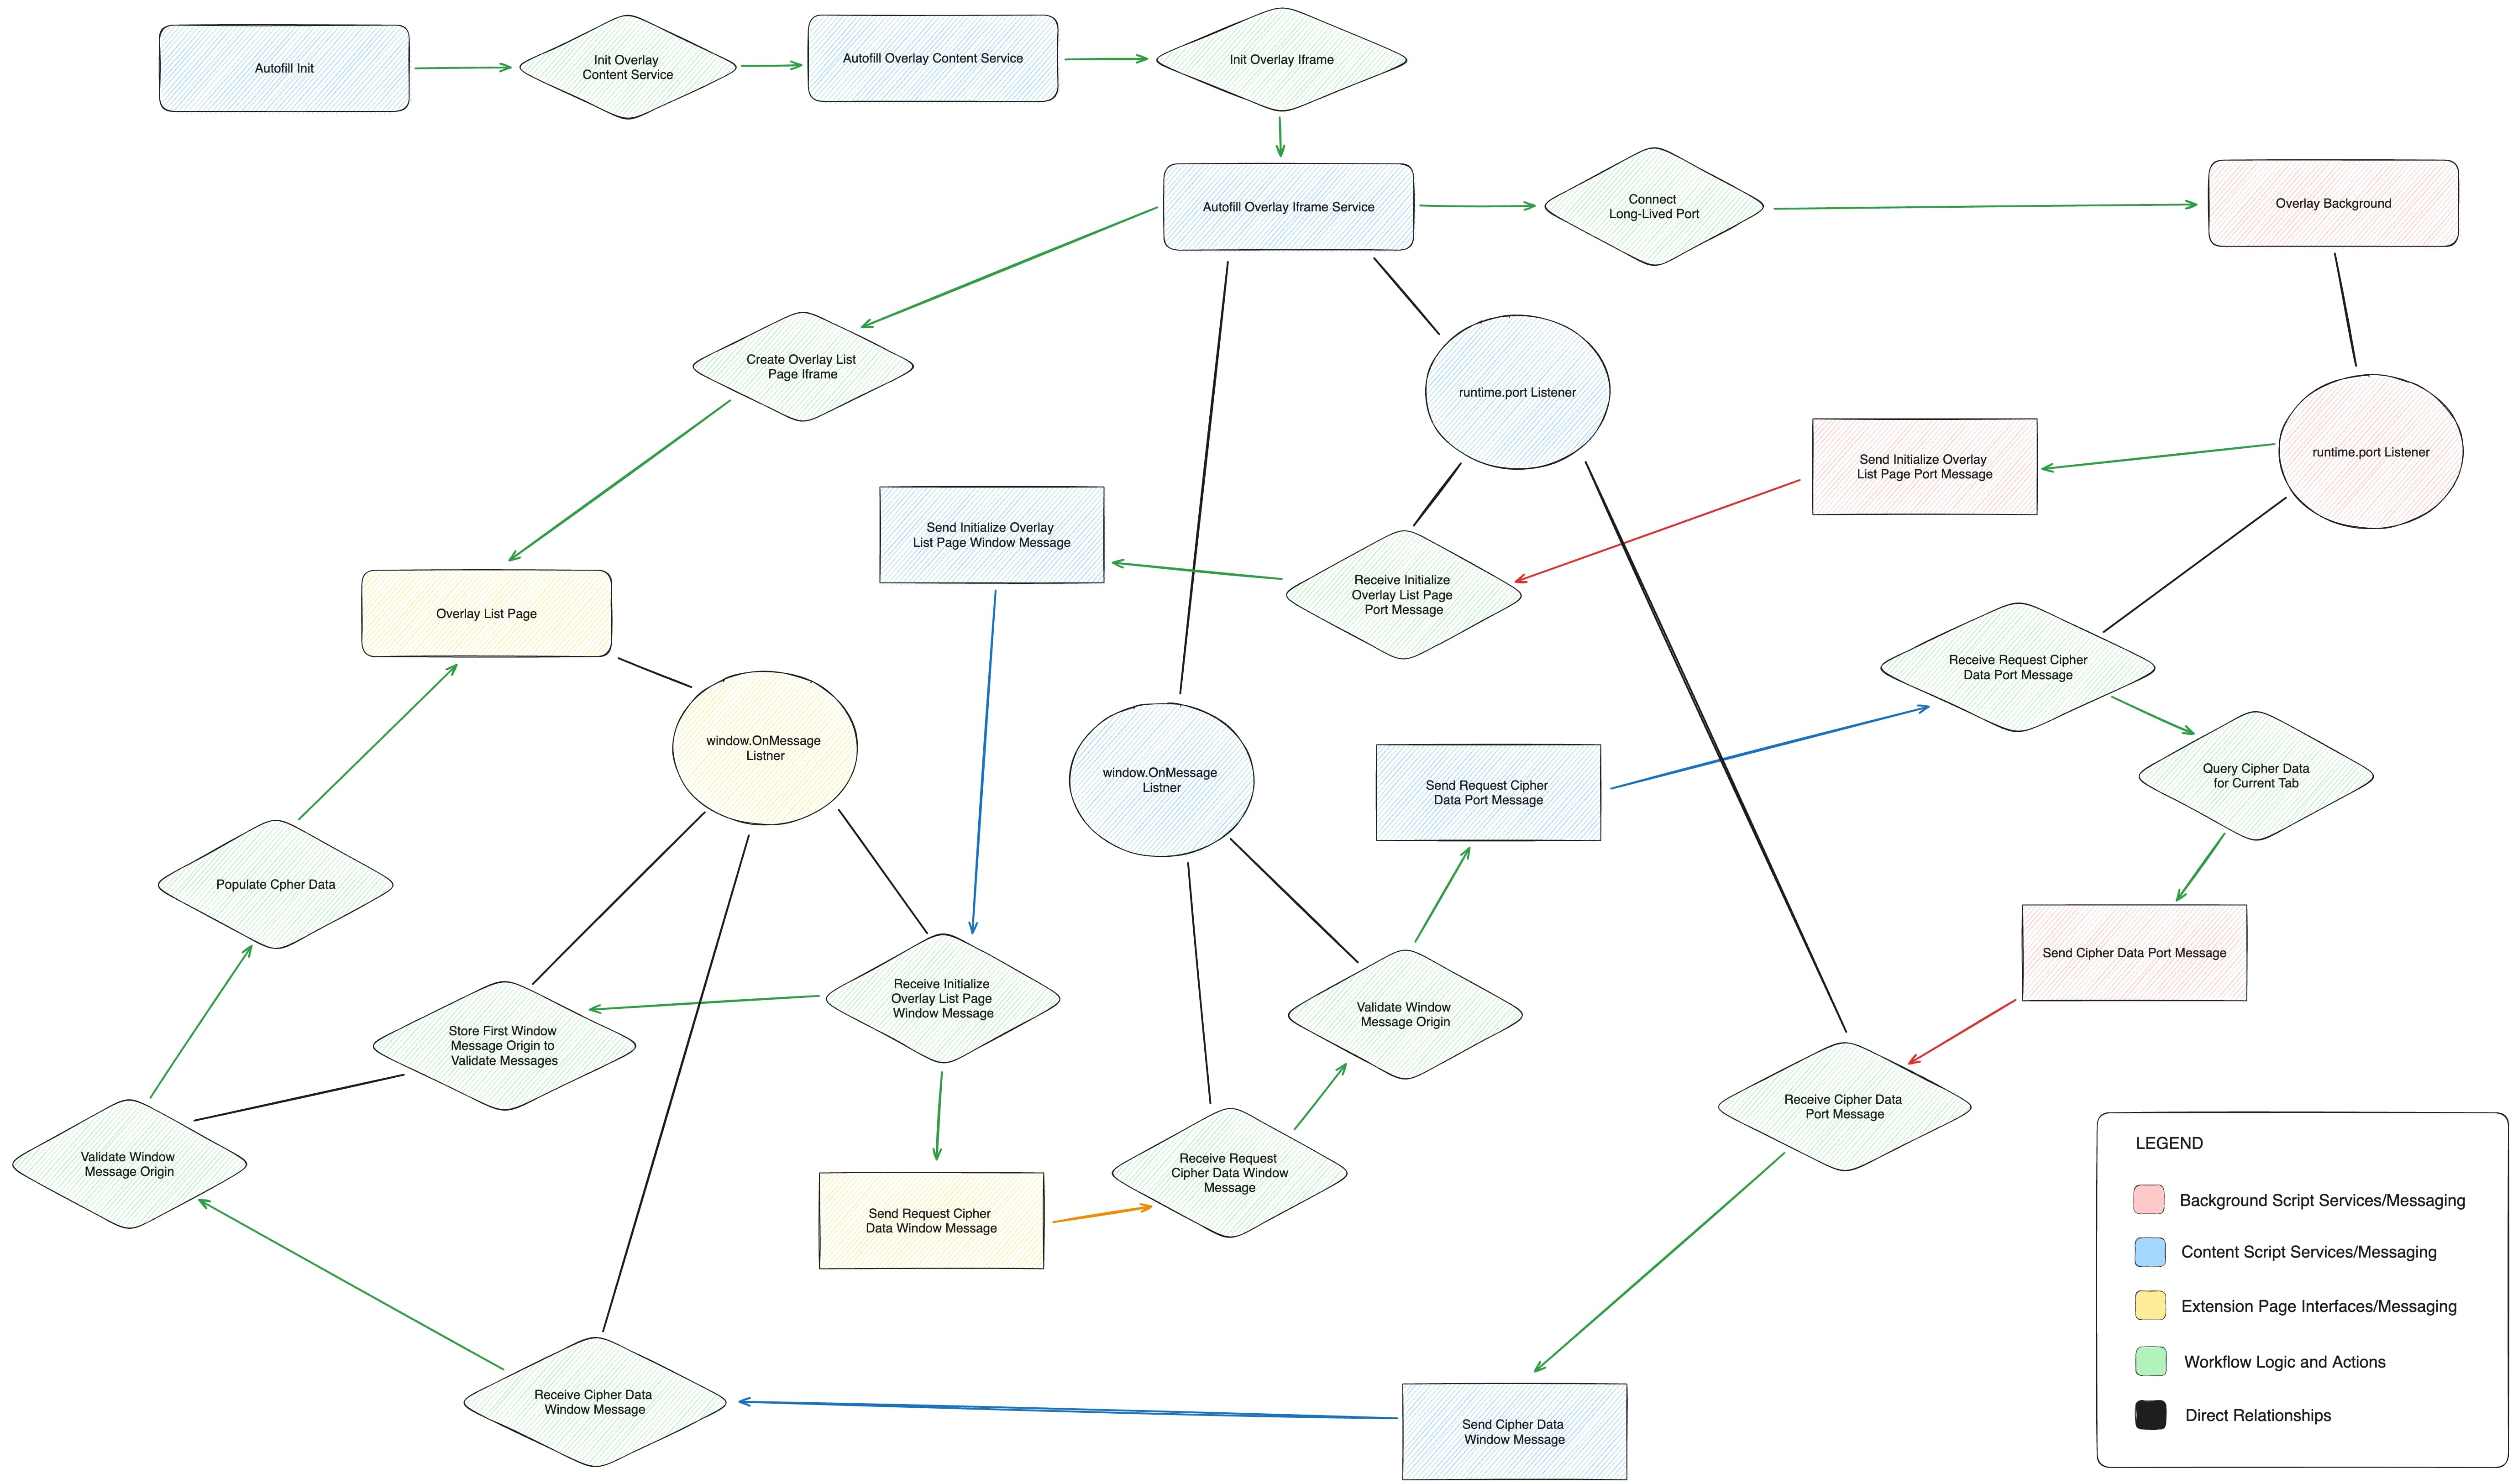 Autofill Init
Init Overlay
Content Service
Autofill Overlay Content Service
Init Overlay Iframe
Autofill Overlay Iframe Service
Connect
Long-Lived Port
Overlay Background
Create Overlay List
Page Iframe
runtime.port Listener
runtime.port Listener
Send Initialize Overlay
List Page Port Message
Send Initialize Overlay
List Page Window Message
Receive Initialize
Overlay List Page
Port Message
Overlay List Page
Receive Request Cipher
Data Port Message
window.OnMessage
Listner
window.OnMessage
Listner
Send Request Cipher
Data Port Message
Query Cipher Data
for Current Tab
Populate Cpher Data
Send Cipher Data Port Message
Receive Initialize
Overlay List Page
Window Message
Validate Window
Message Origin
Store First Window
Message Origin to
Validate Messages
Receive Cipher Data
Port Message
Validate Window
Message Origin
Receive Request
Cipher Data Window
Message
Send Request Cipher
Data Window Message
Receive Cipher Data
Window Message
Send Cipher Data
Window Message
LEGEND
Background Script Services/Messaging
Content Script Services/Messaging
Extension Page Interfaces/Messaging
Workflow Logic and Actions
Direct Relationships